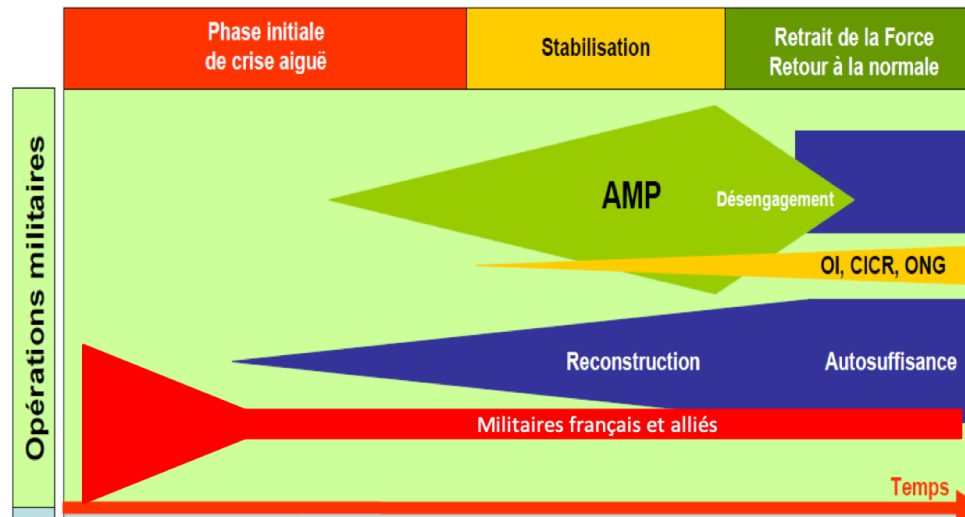 Phase initiale
de crise aiguë
Stabilisation
Retrait de la Force
Retour à la normale
Opérations militaires
AMP
Désengagement
OI, CICR, ONG
Reconstruction
Autosuffisance
Militaires français et alliés
Temps